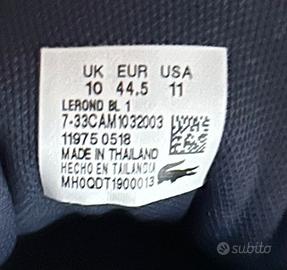 UK EUR USA
10 44.5 11
LEROND BL 1
7-33CAM1032003
11975 0518
MADE IN THAILAND
HECHO EN TAILANDIA
MH0QDT1900013
subito